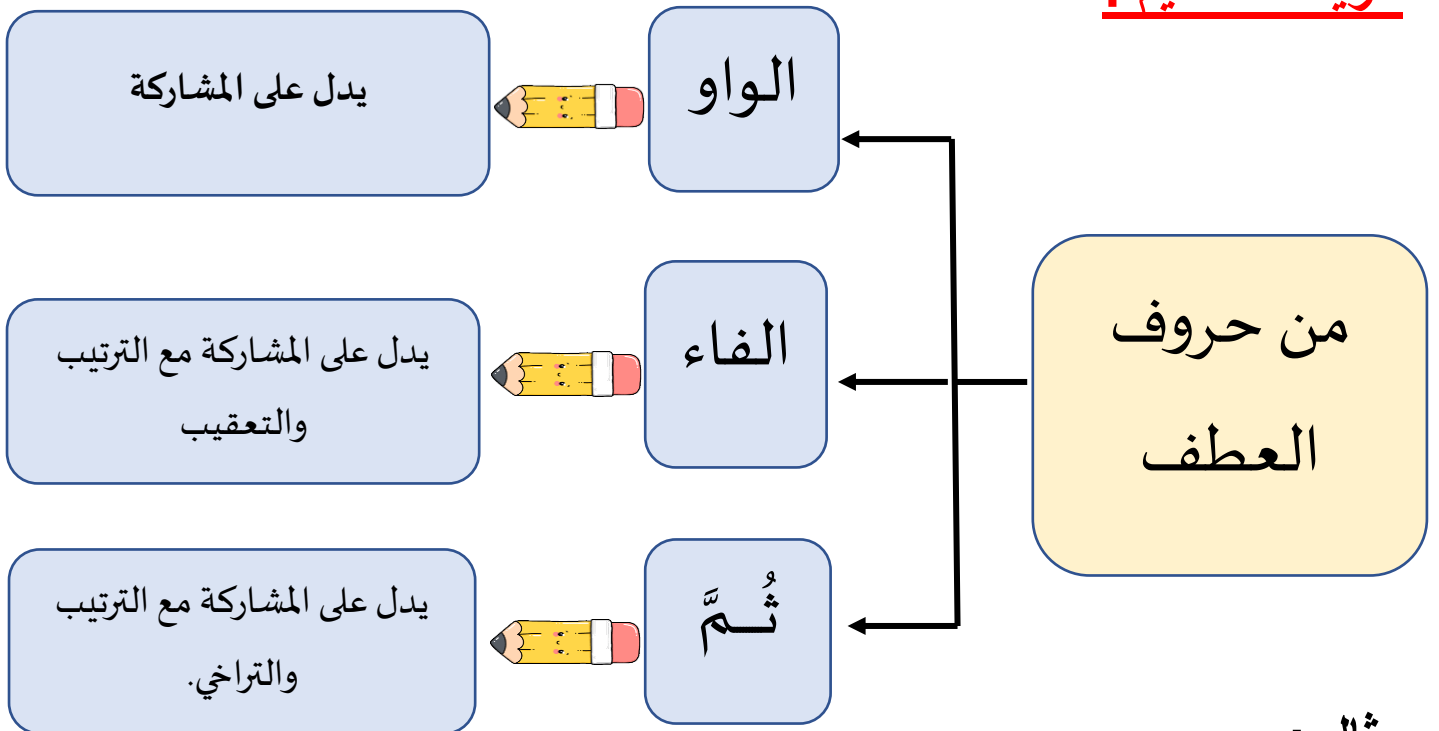 من حروف
العطف
الواو
يدل على المشاركة
الفاء
يدل على المشاركة مع الترتيب
والتعقيب
ثُمَّ
يدل على المشاركة مع الترتيب
والتراخي.